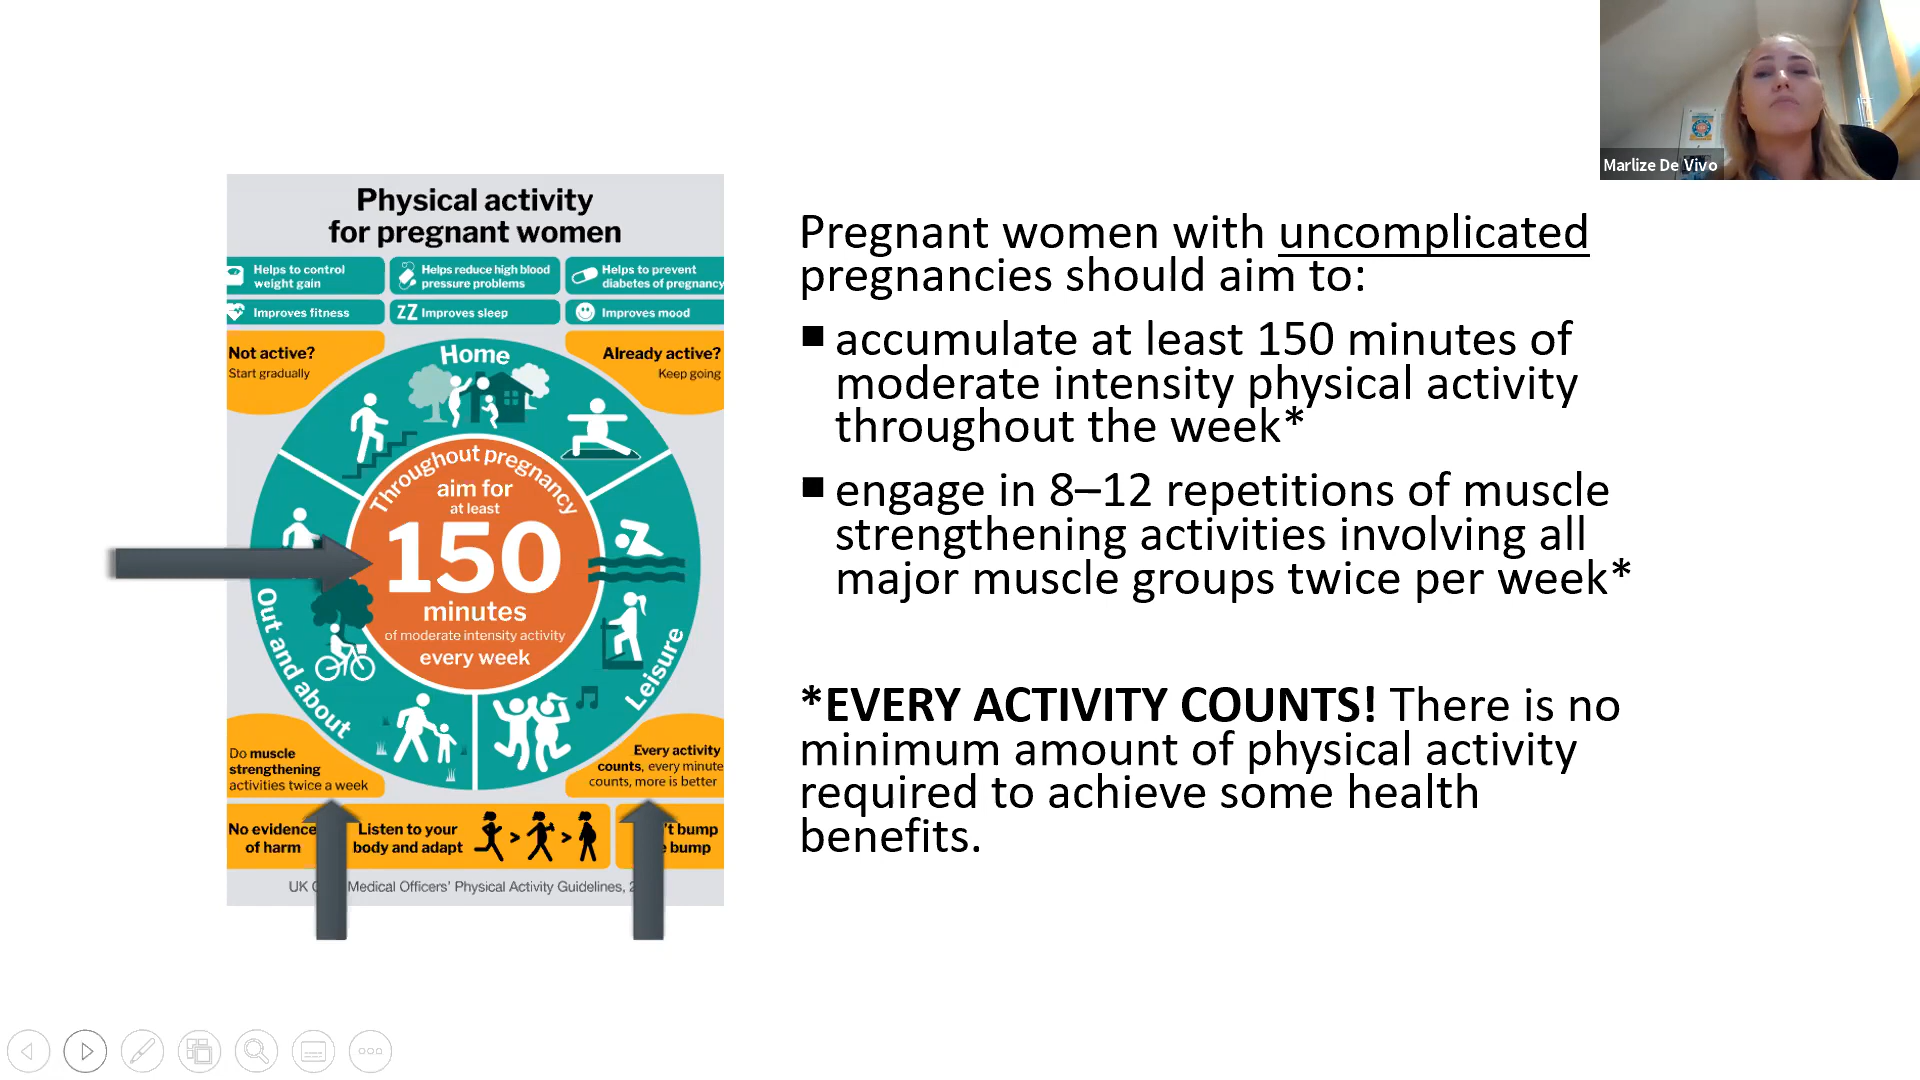 Marlize De Vivo
Physical activity
for pregnant women
Helps to control
weight gain
Helps reduce high blood
pressure problems
Helps to prevent
diabetes of pregnancy
Improves fitness
ZZ Improves sleep
Improves mood
Not active?
Start gradually
Already active?
Keep going
Home
Throughout pregnancy
aim for
at least
150
minutes
of moderate intensity activity
every week
Out and about
Leisure
Do muscle
strengthening
activities twice a week
Every activity
counts, every minute
counts, more is better
No evidence
of harm
Listen to your
body and adapt
> >
't bump
bump
UK Medical Officers' Physical Activity Guidelines,
Pregnant women with uncomplicated
pregnancies should aim to:
■ accumulate at least 150 minutes of
moderate intensity physical activity
throughout the week*
■ engage in 8–12 repetitions of muscle
strengthening activities involving all
major muscle groups twice per week*
*EVERY ACTIVITY COUNTS! There is no
minimum amount of physical activity
required to achieve some health
benefits.